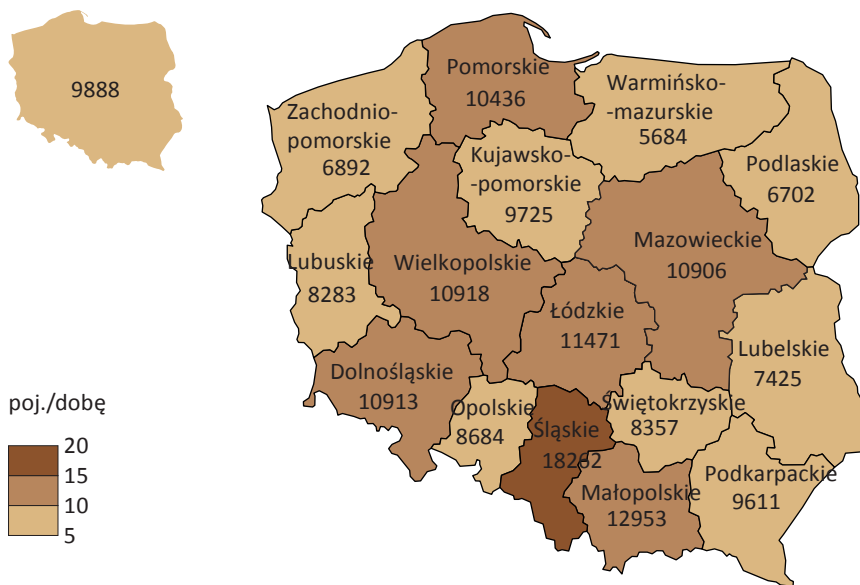 9888
Pomorskie
10436
Warmińsko-
-mazurskie
5684
Zachodnio-
pomorskie
6892
Kujawsko-
-pomorskie
9725
Podlaskie
6702
Mazowieckie
10906
Lubuskie
8283
Wielkopolskie
10918
Łódzkie
11471
Lubelskie
7425
Dolnośląskie
10913
Opolskie
8684
Śląskie
18262
Świętokrzyskie
8357
Małopolskie
12953
Podkarpackie
9611
poj./dobę
20
15
10
5